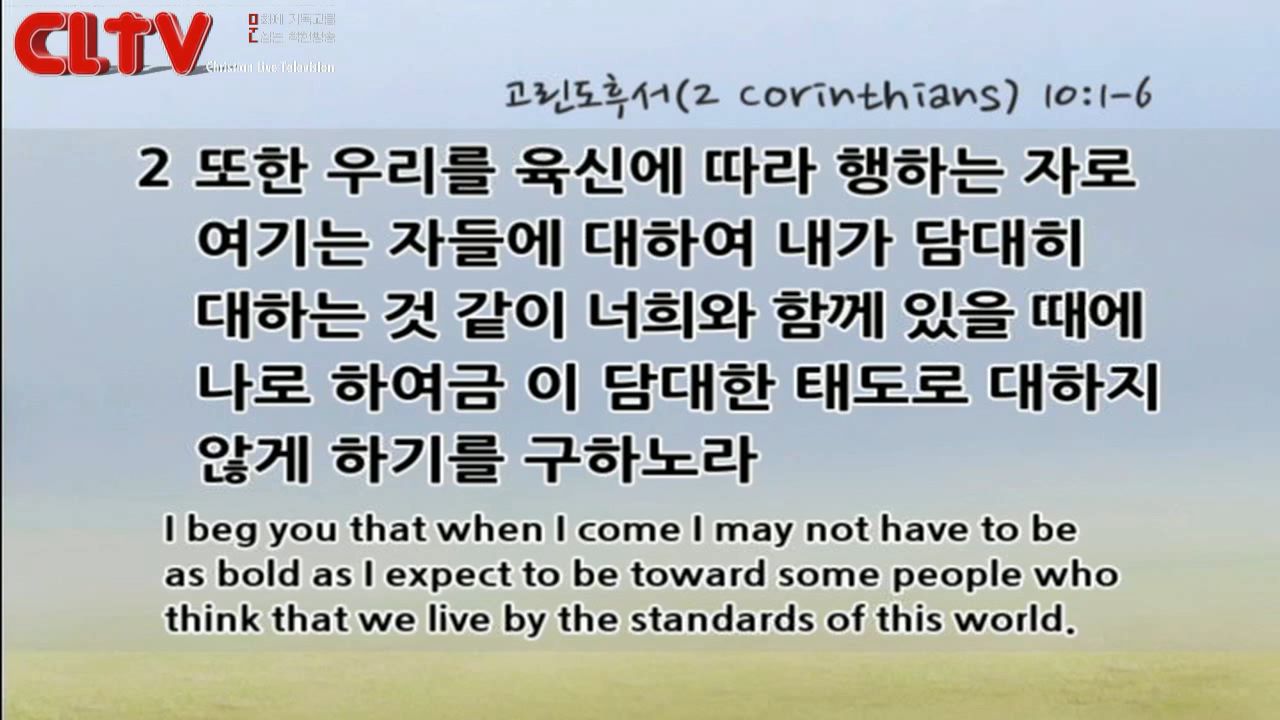 CLTV
Christian Live Television
고린도후서(2 corinthians) 10:1-6
2 또한 우리를 육신에 따라 행하는 자로
여기는 자들에 대하여 내가 담대히
대하는 것 같이 너희와 함께 있을 때에
나로 하여금 이 담대한 태도로 대하지
않게 하기를 구하노라
I beg you that when I come I may not have to be
as bold as I expect to be toward some people who
think that we live by the standards of this world.